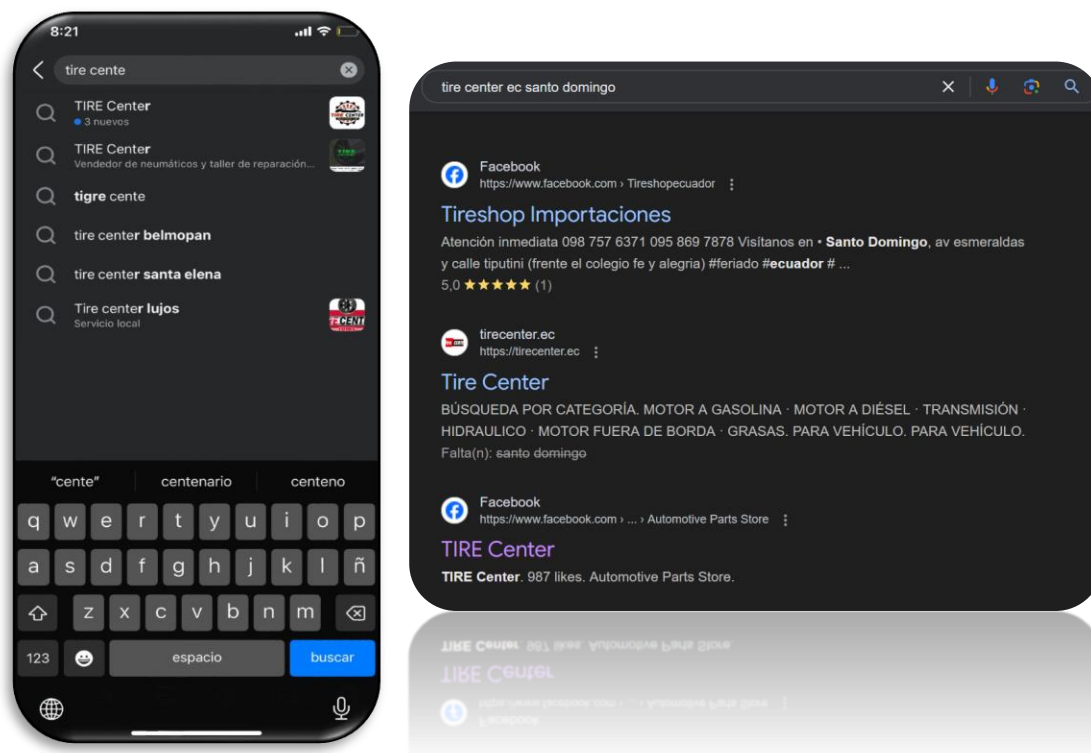 8:21
tire cente
TIRE Center
3 nuevos
TIRE Center
Vendedor de neumáticos y taller de reparación...
tigre cente
tire center belmopan
tire center santa elena
Tire center lujos
Servicio local
"cente" centenario centeno
q w e r t y u i o p
a s d f g h j k l ñ
z x c v b n m
123 espacio buscar
tire center ec santo domingo
Facebook
https://www.facebook.com › Tireshopecuador
Tireshop Importaciones
Atención inmediata 098 757 6371 095 869 7878 Visítanos en • Santo Domingo, av esmeraldas
y calle tiputini (frente el colegio fe y alegria) #feriado #ecuador # ...
5,0 ★★★★★ (1)
tirecenter.ec
https://tirecenter.ec
Tire Center
BÚSQUEDA POR CATEGORÍA. MOTOR A GASOLINA · MOTOR A DIÉSEL · TRANSMISIÓN ·
HIDRAULICO · MOTOR FUERA DE BORDA · GRASAS. PARA VEHÍCULO. PARA VEHÍCULO.
Falta(n): santo domingo
Facebook
https://www.facebook.com › ... › Automotive Parts Store
TIRE Center
TIRE Center. 987 likes. Automotive Parts Store.